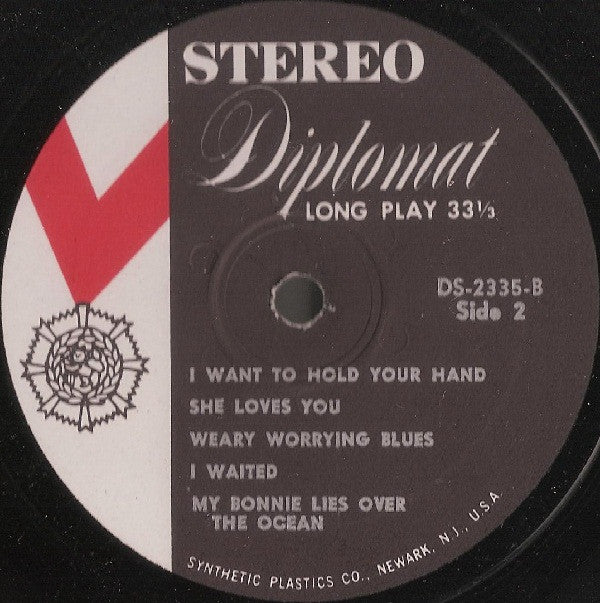 STEREO
Diplomat
LONG PLAY 33⅓
DS-2335-B
Side 2
I WANT TO HOLD YOUR HAND
SHE LOVES YOU
WEARY WORRYING BLUES
I WAITED
MY BONNIE LIES OVER
THE OCEAN
SYNTHETIC PLASTICS CO., NEWARK, N.J., U.S.A.